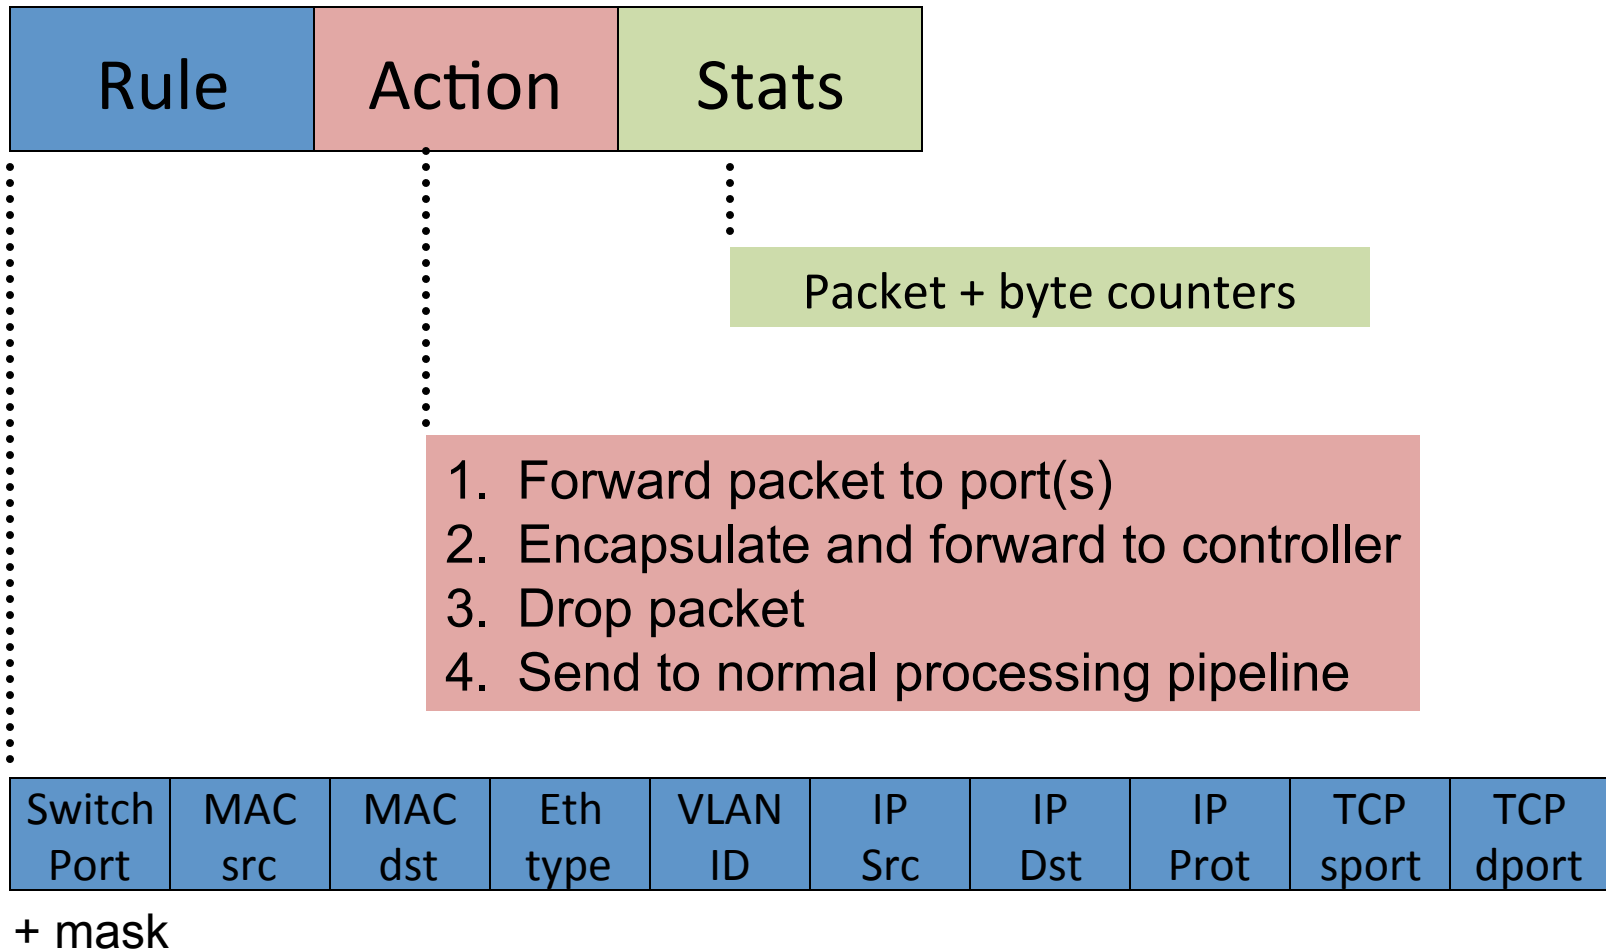 Rule Action Stats
Packet + byte counters
1. Forward packet to port(s)
2. Encapsulate and forward to controller
3. Drop packet
4. Send to normal processing pipeline
Switch Port
MAC src
MAC dst
Eth type
VLAN ID
IP Src
IP Dst
IP Prot
TCP sport
TCP dport
+ mask